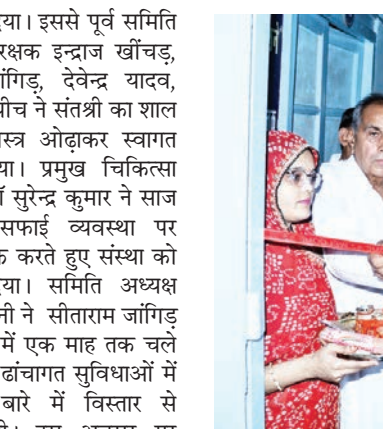 या। इससे पूर्व समिति
रक्षक इन्द्राज खींचड़,
ांगिड़, देवेन्द्र यादव,
ीच ने संतश्री का शाल
स्त्र ओढ़ाकर स्वागत
या। प्रमुख चिकित्सा
ॉ सुरेन्द्र कुमार ने साज
सफाई व्यवस्था पर
करते हुए संस्था को
या। समिति अध्यक्ष
नी ने सीताराम जांगिड़
में एक माह तक चले
ढांचागत सुविधाओं में
बारे में विस्तार से